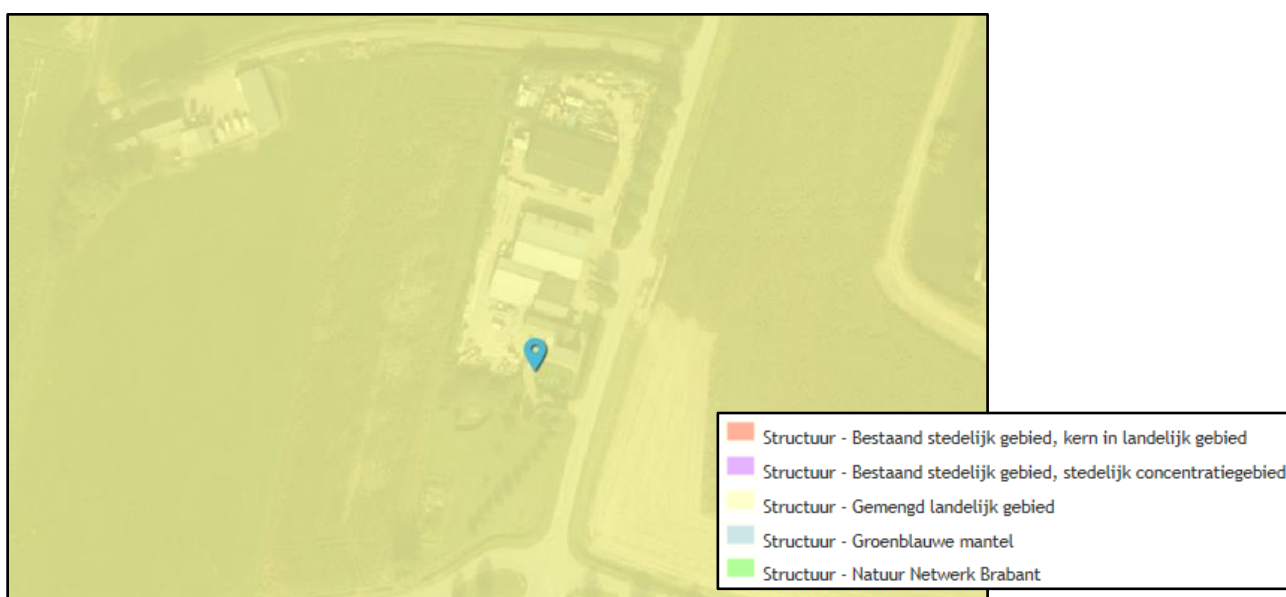 Structuur - Bestaand stedelijk gebied, kern in landelijk gebied
Structuur - Bestaand stedelijk gebied, stedelijk concentratiegebied
Structuur - Gemengd landelijk gebied
Structuur - Groenblauwe mantel
Structuur - Natuur Netwerk Brabant